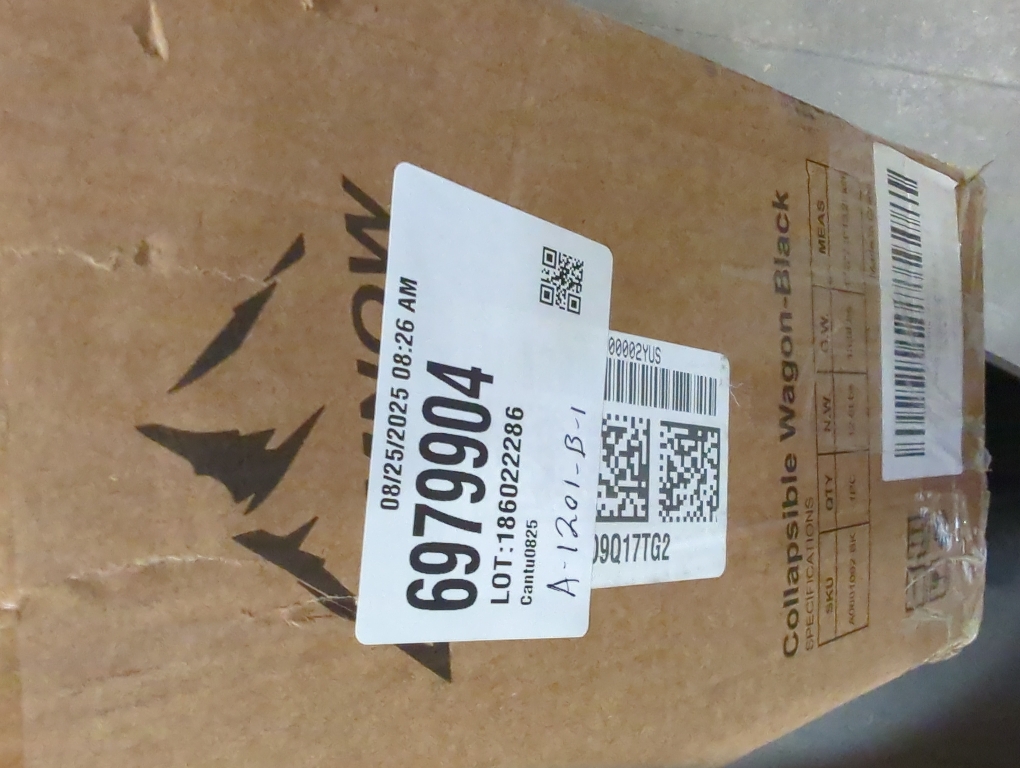 08/25/2025 08:26 AM
6979904
LOT:186022286
Cantu0825
A-1201-B-1
00002YUS
09Q17TG2
Collapsible Wagon-Black
SPECIFICATIONS
SKU QTY N.W. G.W. MEAS
1PC